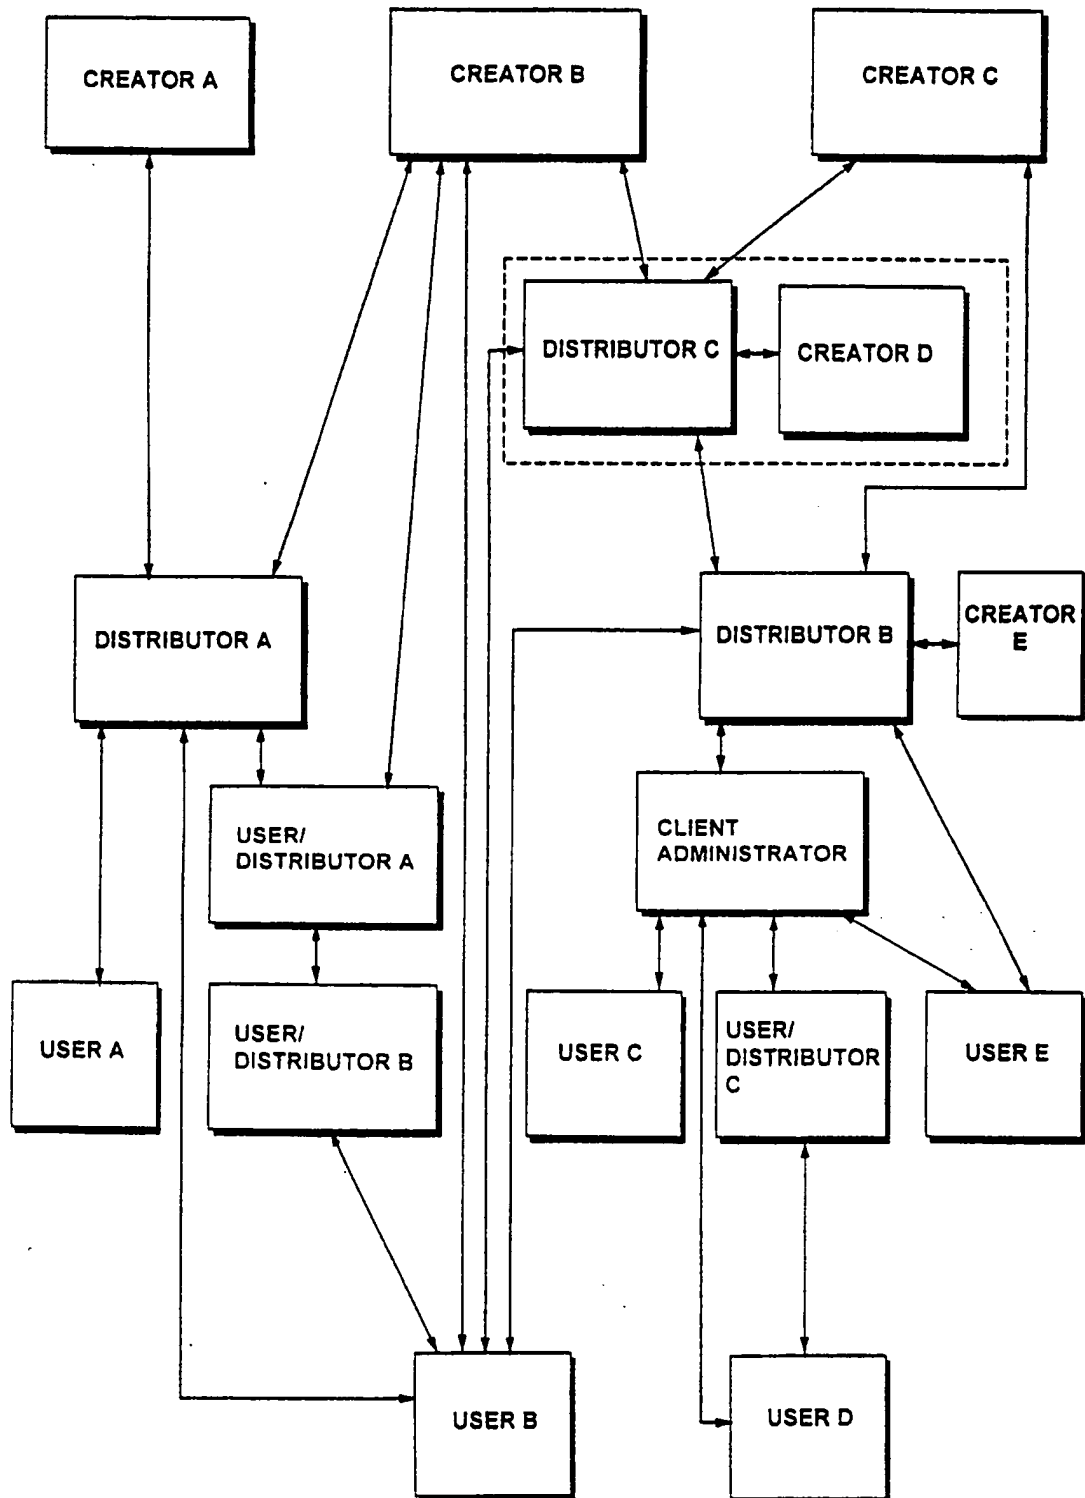 CREATOR A
CREATOR B
CREATOR C
DISTRIBUTOR C
CREATOR D
DISTRIBUTOR A
DISTRIBUTOR B
CREATOR
E
USER/
DISTRIBUTOR A
CLIENT
ADMINISTRATOR
USER A
USER/
DISTRIBUTOR B
USER C
USER/
DISTRIBUTOR
C
USER E
USER B
USER D